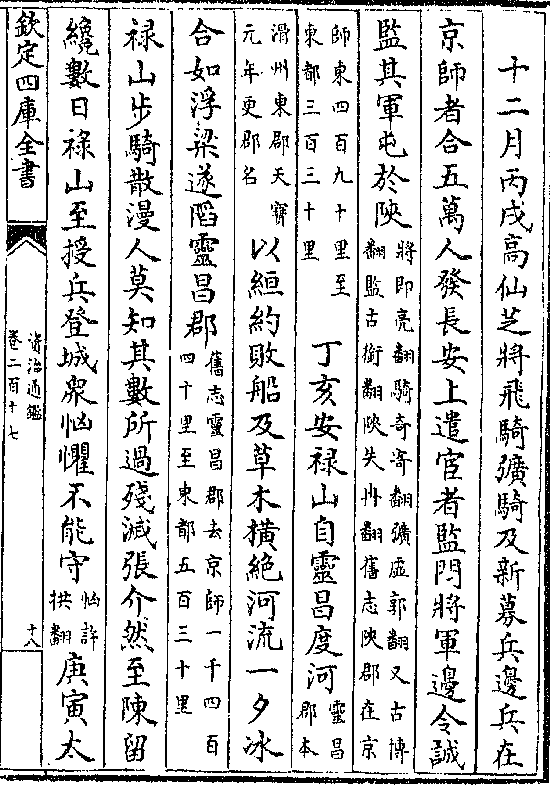 十二月丙戌高仙芝將飛騎彍騎及新募兵邊兵在
京師者合五萬人發長安上遣宦者監門將軍邊令誠
監其軍屯於陜將即亮翻騎奇寄翻彍虛郭翻又古博
翻監古銜翻陜失冉翻舊志陜郡在京
師東四百九十里至
東都三百三十里丁亥安禄山自靈昌度河靈昌
郡本
滑州東郡天寶
元年更郡名以絙約敗船及草木横絕河流一夕冰
合如浮梁遂陷靈昌郡舊志靈昌郡去京師一千四百
四十里至東都五百三十里
禄山步騎散漫人莫知其數所過殘滅張介然至陳留
纔數日禄山至授兵登城衆忷懼不能守忷許
拱翻庚寅太
欽定四庫全書
資治通鑑
卷二百十七
十八